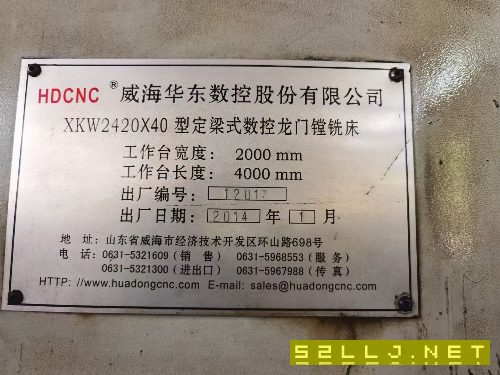 HDCNC ® 威海华东数控股份有限公司
XKW2420X40 型定梁式数控龙门镗铣床
工作台宽度: 2000 mm
工作台长度: 4000 mm
出厂编号:
出厂日期: 2014 年 1 月
地 址: 山东省威海市经济技术开发区环山路698号
电 话: 0631-5321609 (销 售) 0631-5968553 (服 务)
0631-5321300 (进出口) 0631-5967988 (传 真)
HTTP: //www.huadongcnc.com E-mail: sales@huadongcnc.com
52LLJ.NET